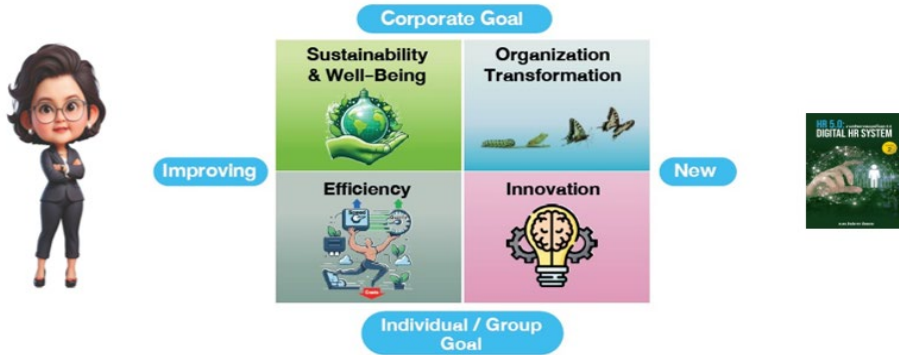 Corporate Goal
Sustainability
& Well-Being
Organization
Transformation
Improving
New
Efficiency
Innovation
Individual / Group
Goal
HR 5.0:
DIGITAL HR SYSTEM